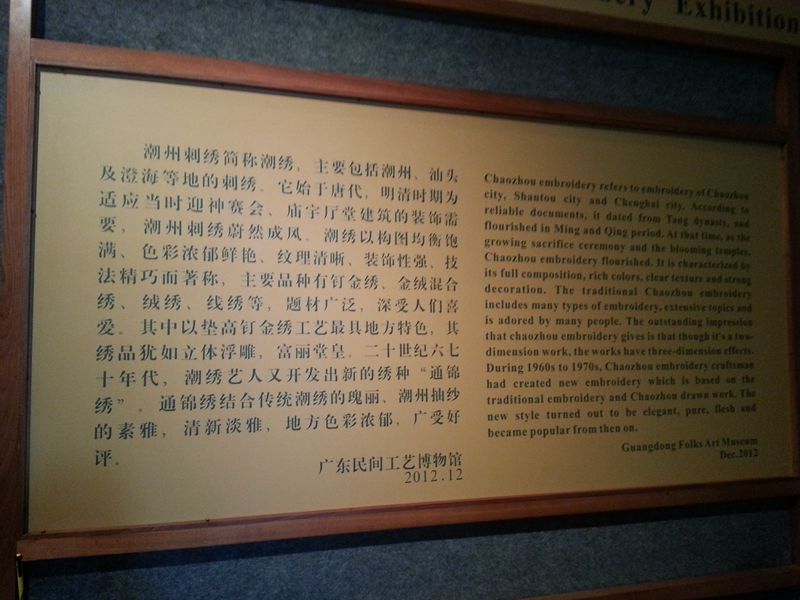 ery Exhibition
潮州刺绣简称潮绣，主要包括潮州、汕头
及澄海等地的刺绣。它始于唐代，明清时期为
适应当时迎神赛会、庙宇厅堂建筑的装饰需
要，潮州刺绣蔚然成风。潮绣以构图均衡饱
满、色彩浓郁鲜艳、纹理清晰、装饰性强、技
法精巧而著称，主要品种有钉金绣、金绒混合
绣、绒绣、线绣等，题材广泛，深受人们喜
爱。其中以垫高钉金绣工艺最具地方特色，其
绣品犹如立体浮雕，富丽堂皇。二十世纪六七
十年代，潮绣艺人又开发出新的绣种“通锦
绣”。通锦绣结合传统潮绣的瑰丽、潮州抽纱
的素雅，清新淡雅，地方色彩浓郁，广受好
评。
广东民间工艺博物馆
2012.12
Chaozhou embroidery refers to embroidery of Chaozhou
city, Shantou city and Chenghai city. According to
reliable documents, it dated from Tang dynasty, and
flourished in Ming and Qing period. At that time, as the
growing sacrifice ceremony and the blooming temples,
Chaozhou embroidery flourished. It is characterized by
its full composition, rich colors, clear texture and strong
decoration. The traditional Chaozhou embroidery
includes many types of embroidery, extensive topics and
is adored by many people. The outstanding impression
that chaozhou embroidery gives is that though it's a two-
dimension work, the works have three-dimension effects.
During 1960s to 1970s, Chaozhou embroidery craftsman
had created new embroidery which is based on the
traditional embroidery and Chaozhou drawn work. The
new style turned out to be elegant, pure, flesh and
became popular from then on.
Guangdong Folks Art Museum
Dec.2012